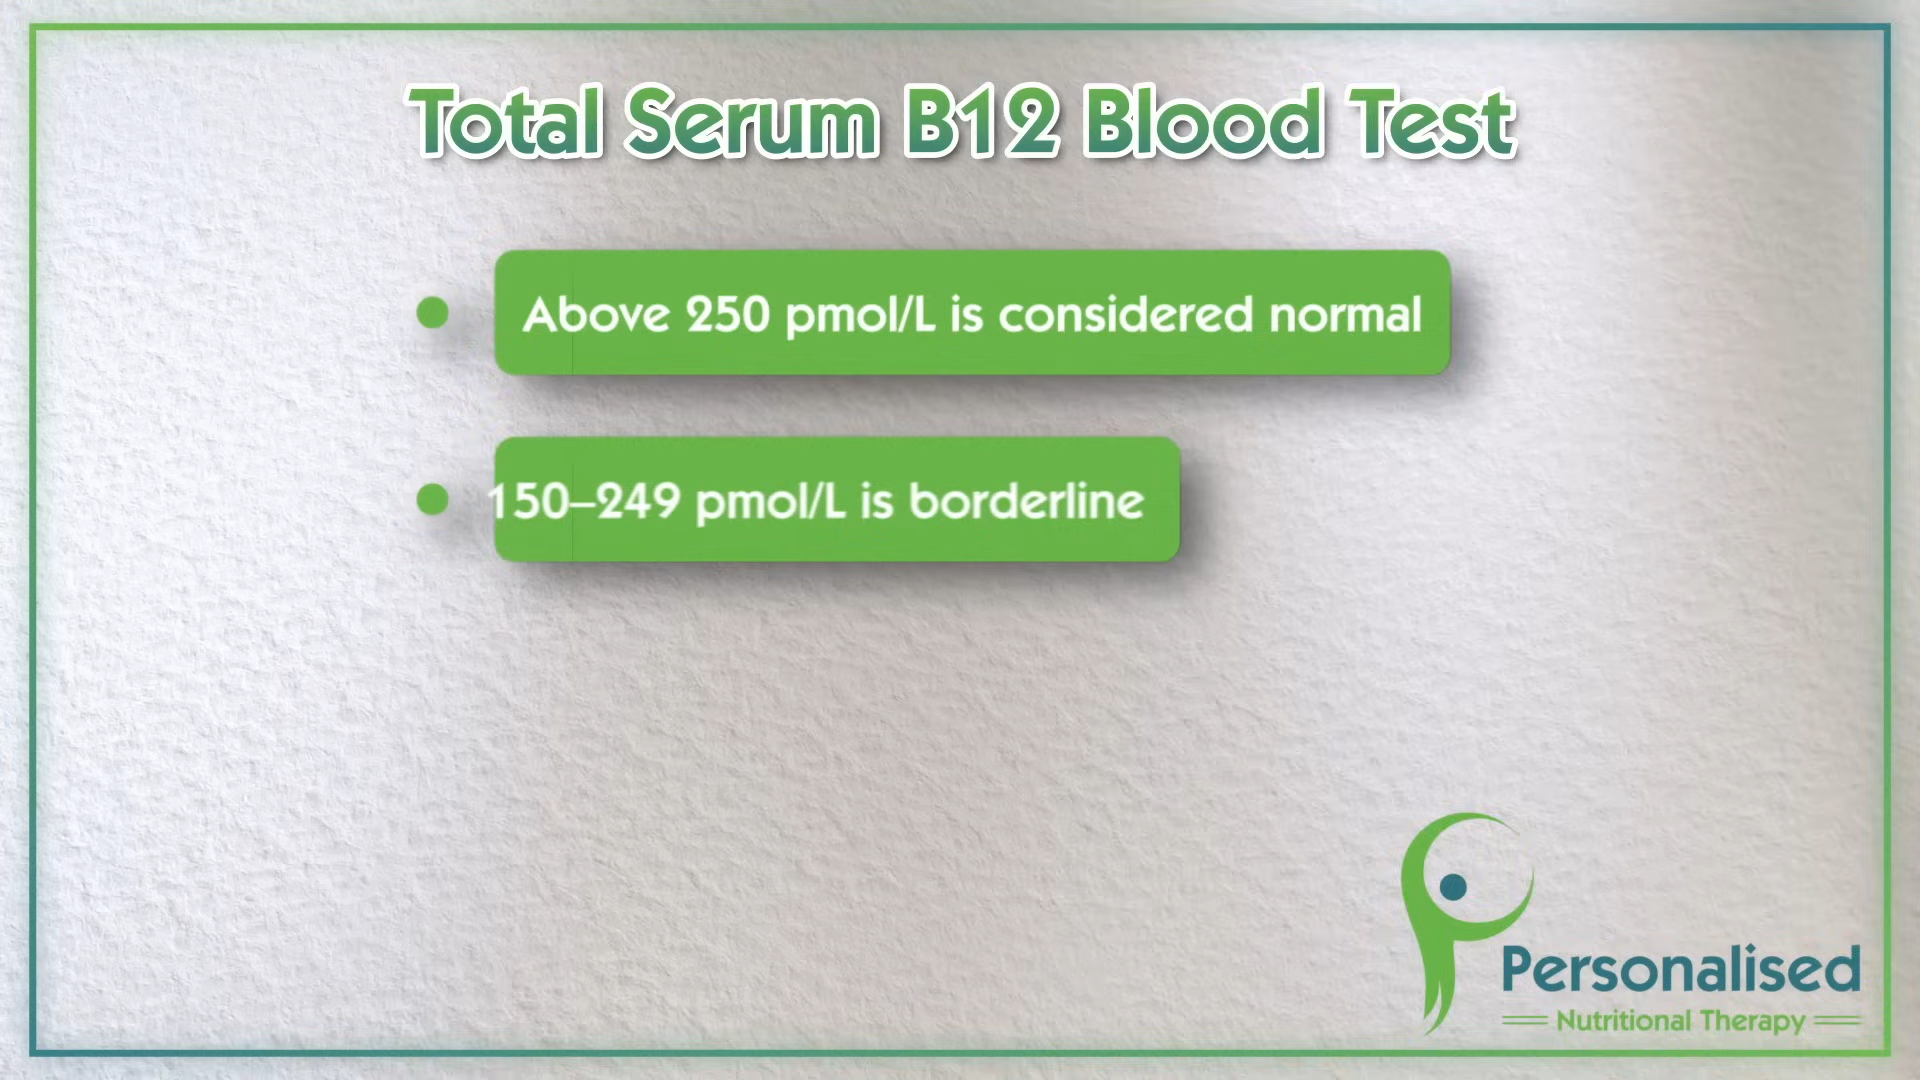 Total Serum B12 Blood Test
Above 250 pmol/L is considered normal
150–249 pmol/L is borderline
Personalised
Nutritional Therapy